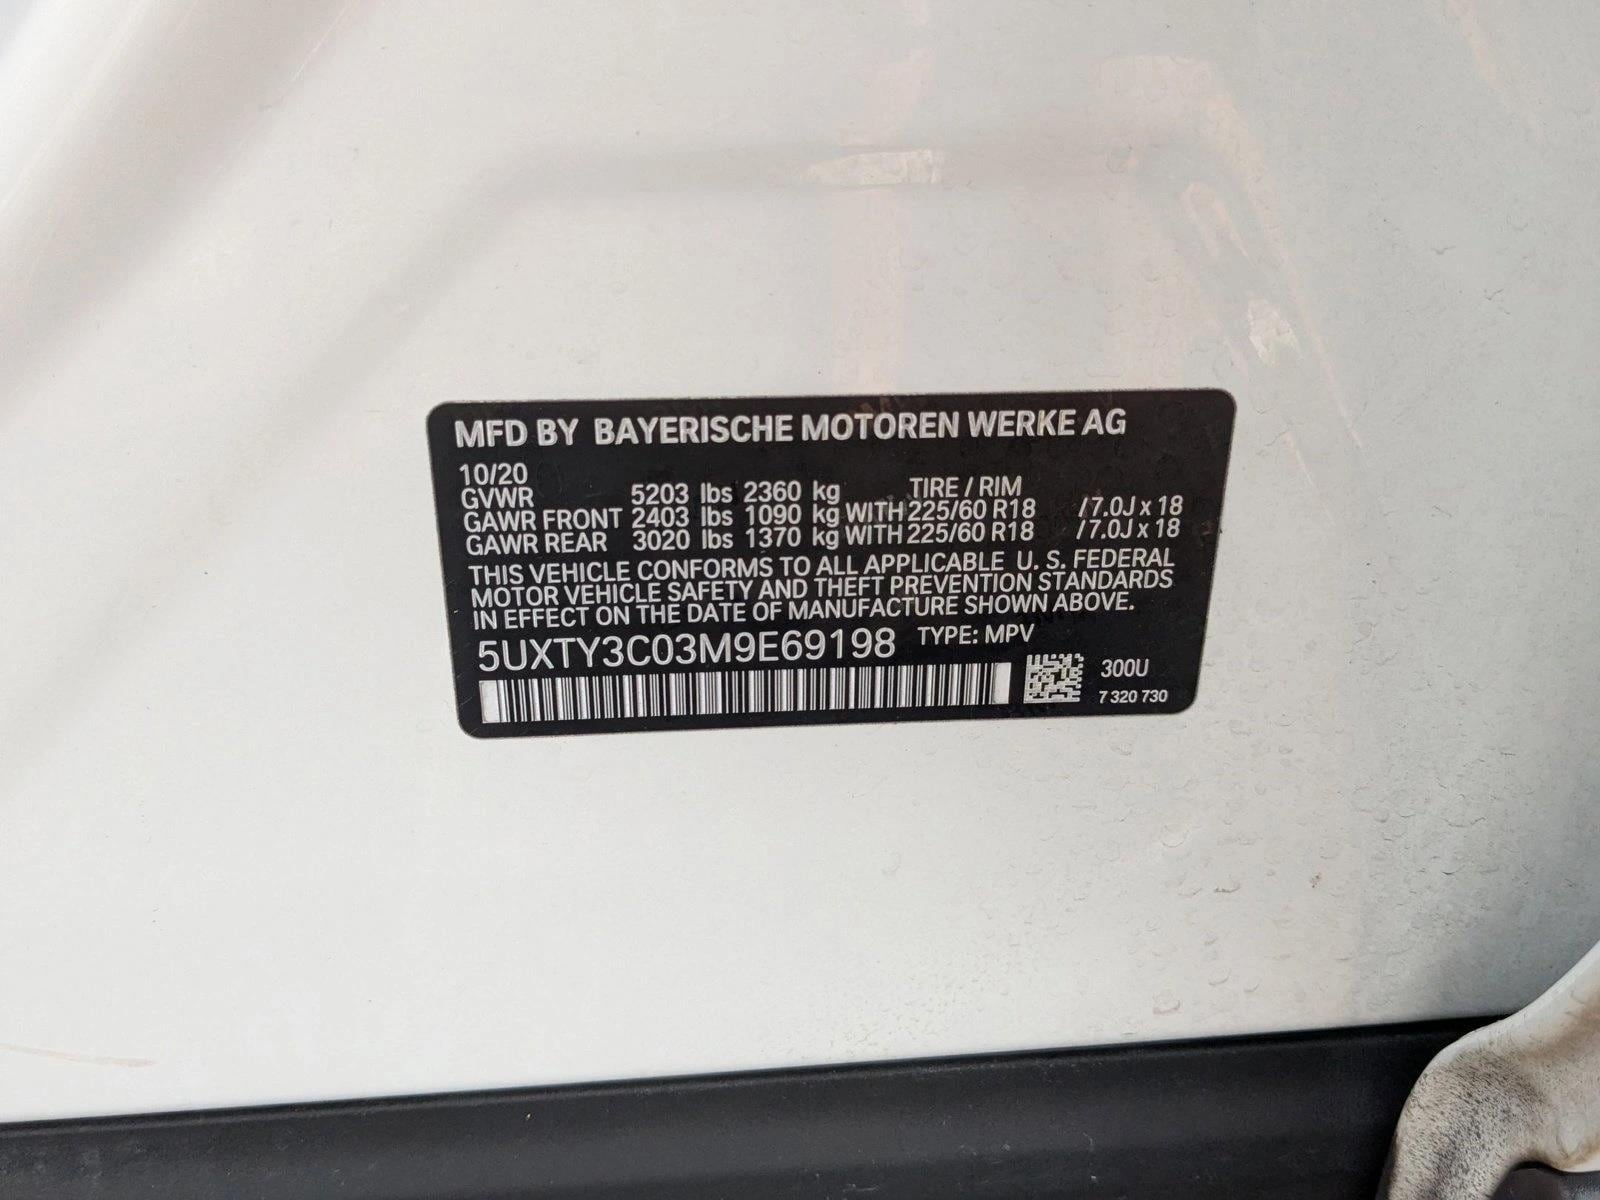 MFD BY BAYERISCHE MOTOREN WERKE AG
10/20
TIRE / RIM
GVWR 5203 lbs 2360 kg
GAWR FRONT 2403 lbs 1090 kg WITH 225/60 R18 /7.0J x 18
GAWR REAR 3020 lbs 1370 kg WITH 225/60 R18 /7.0J x 18
THIS VEHICLE CONFORMS TO ALL APPLICABLE U. S. FEDERAL
MOTOR VEHICLE SAFETY AND THEFT PREVENTION STANDARDS
IN EFFECT ON THE DATE OF MANUFACTURE SHOWN ABOVE.
5UXTY3C03M9E69198 TYPE: MPV
300U
7 320 730